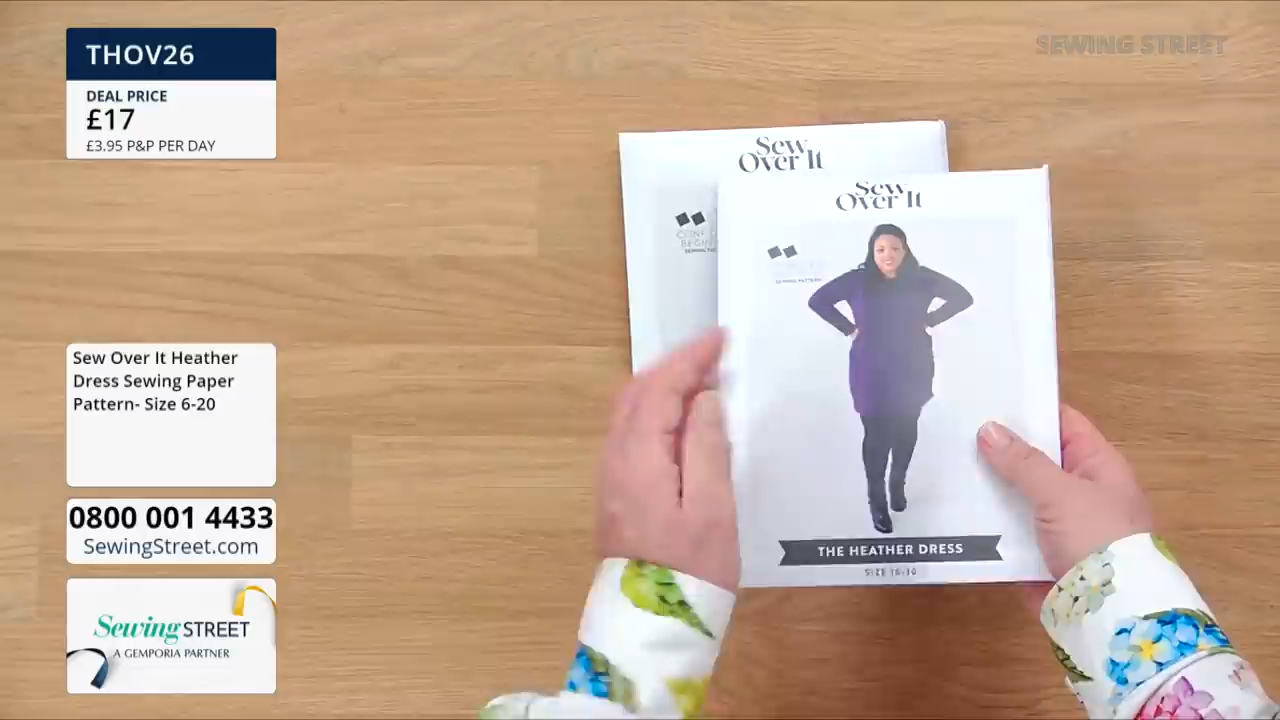 THOV26
DEAL PRICE
£17
£3.95 P&P PER DAY
SEWING STREET
Sew
Over It
Sew
Over It
SEWING PATTERN
Sew Over It Heather
Dress Sewing Paper
Pattern- Size 6-20
0800 001 4433
SewingStreet.com
Sewing STREET
A GEMPORIA PARTNER
THE HEATHER DRESS